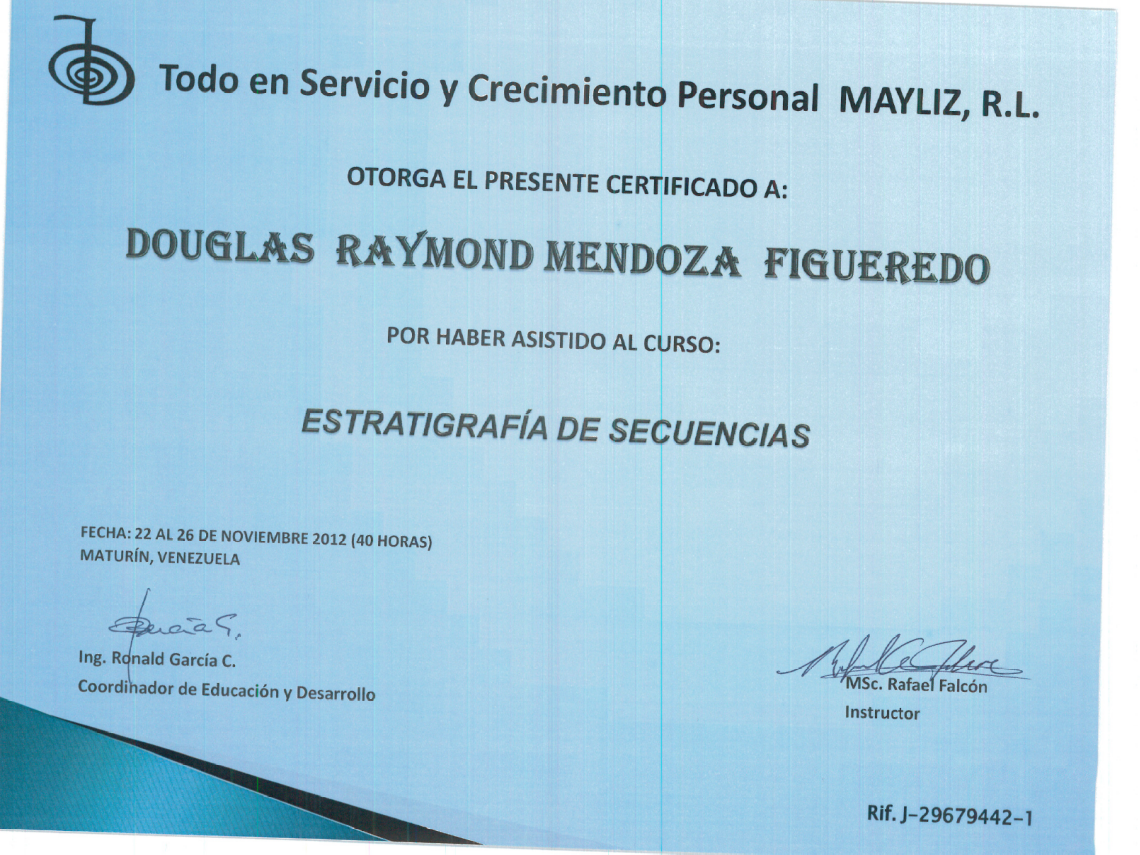 Todo en Servicio y Crecimiento Personal MAYLIZ, R.L.
OTORGA EL PRESENTE CERTIFICADO A:
DOUGLAS RAYMOND MENDOZA FIGUEREDO
POR HABER ASISTIDO AL CURSO:
ESTRATIGRAFÍA DE SECUENCIAS
FECHA: 22 AL 26 DE NOVIEMBRE 2012 (40 HORAS)
MATURÍN, VENEZUELA
Ing. Ronald García C.
Coordinador de Educación y Desarrollo
MSc. Rafael Falcón
Instructor
Rif. J-29679442-1